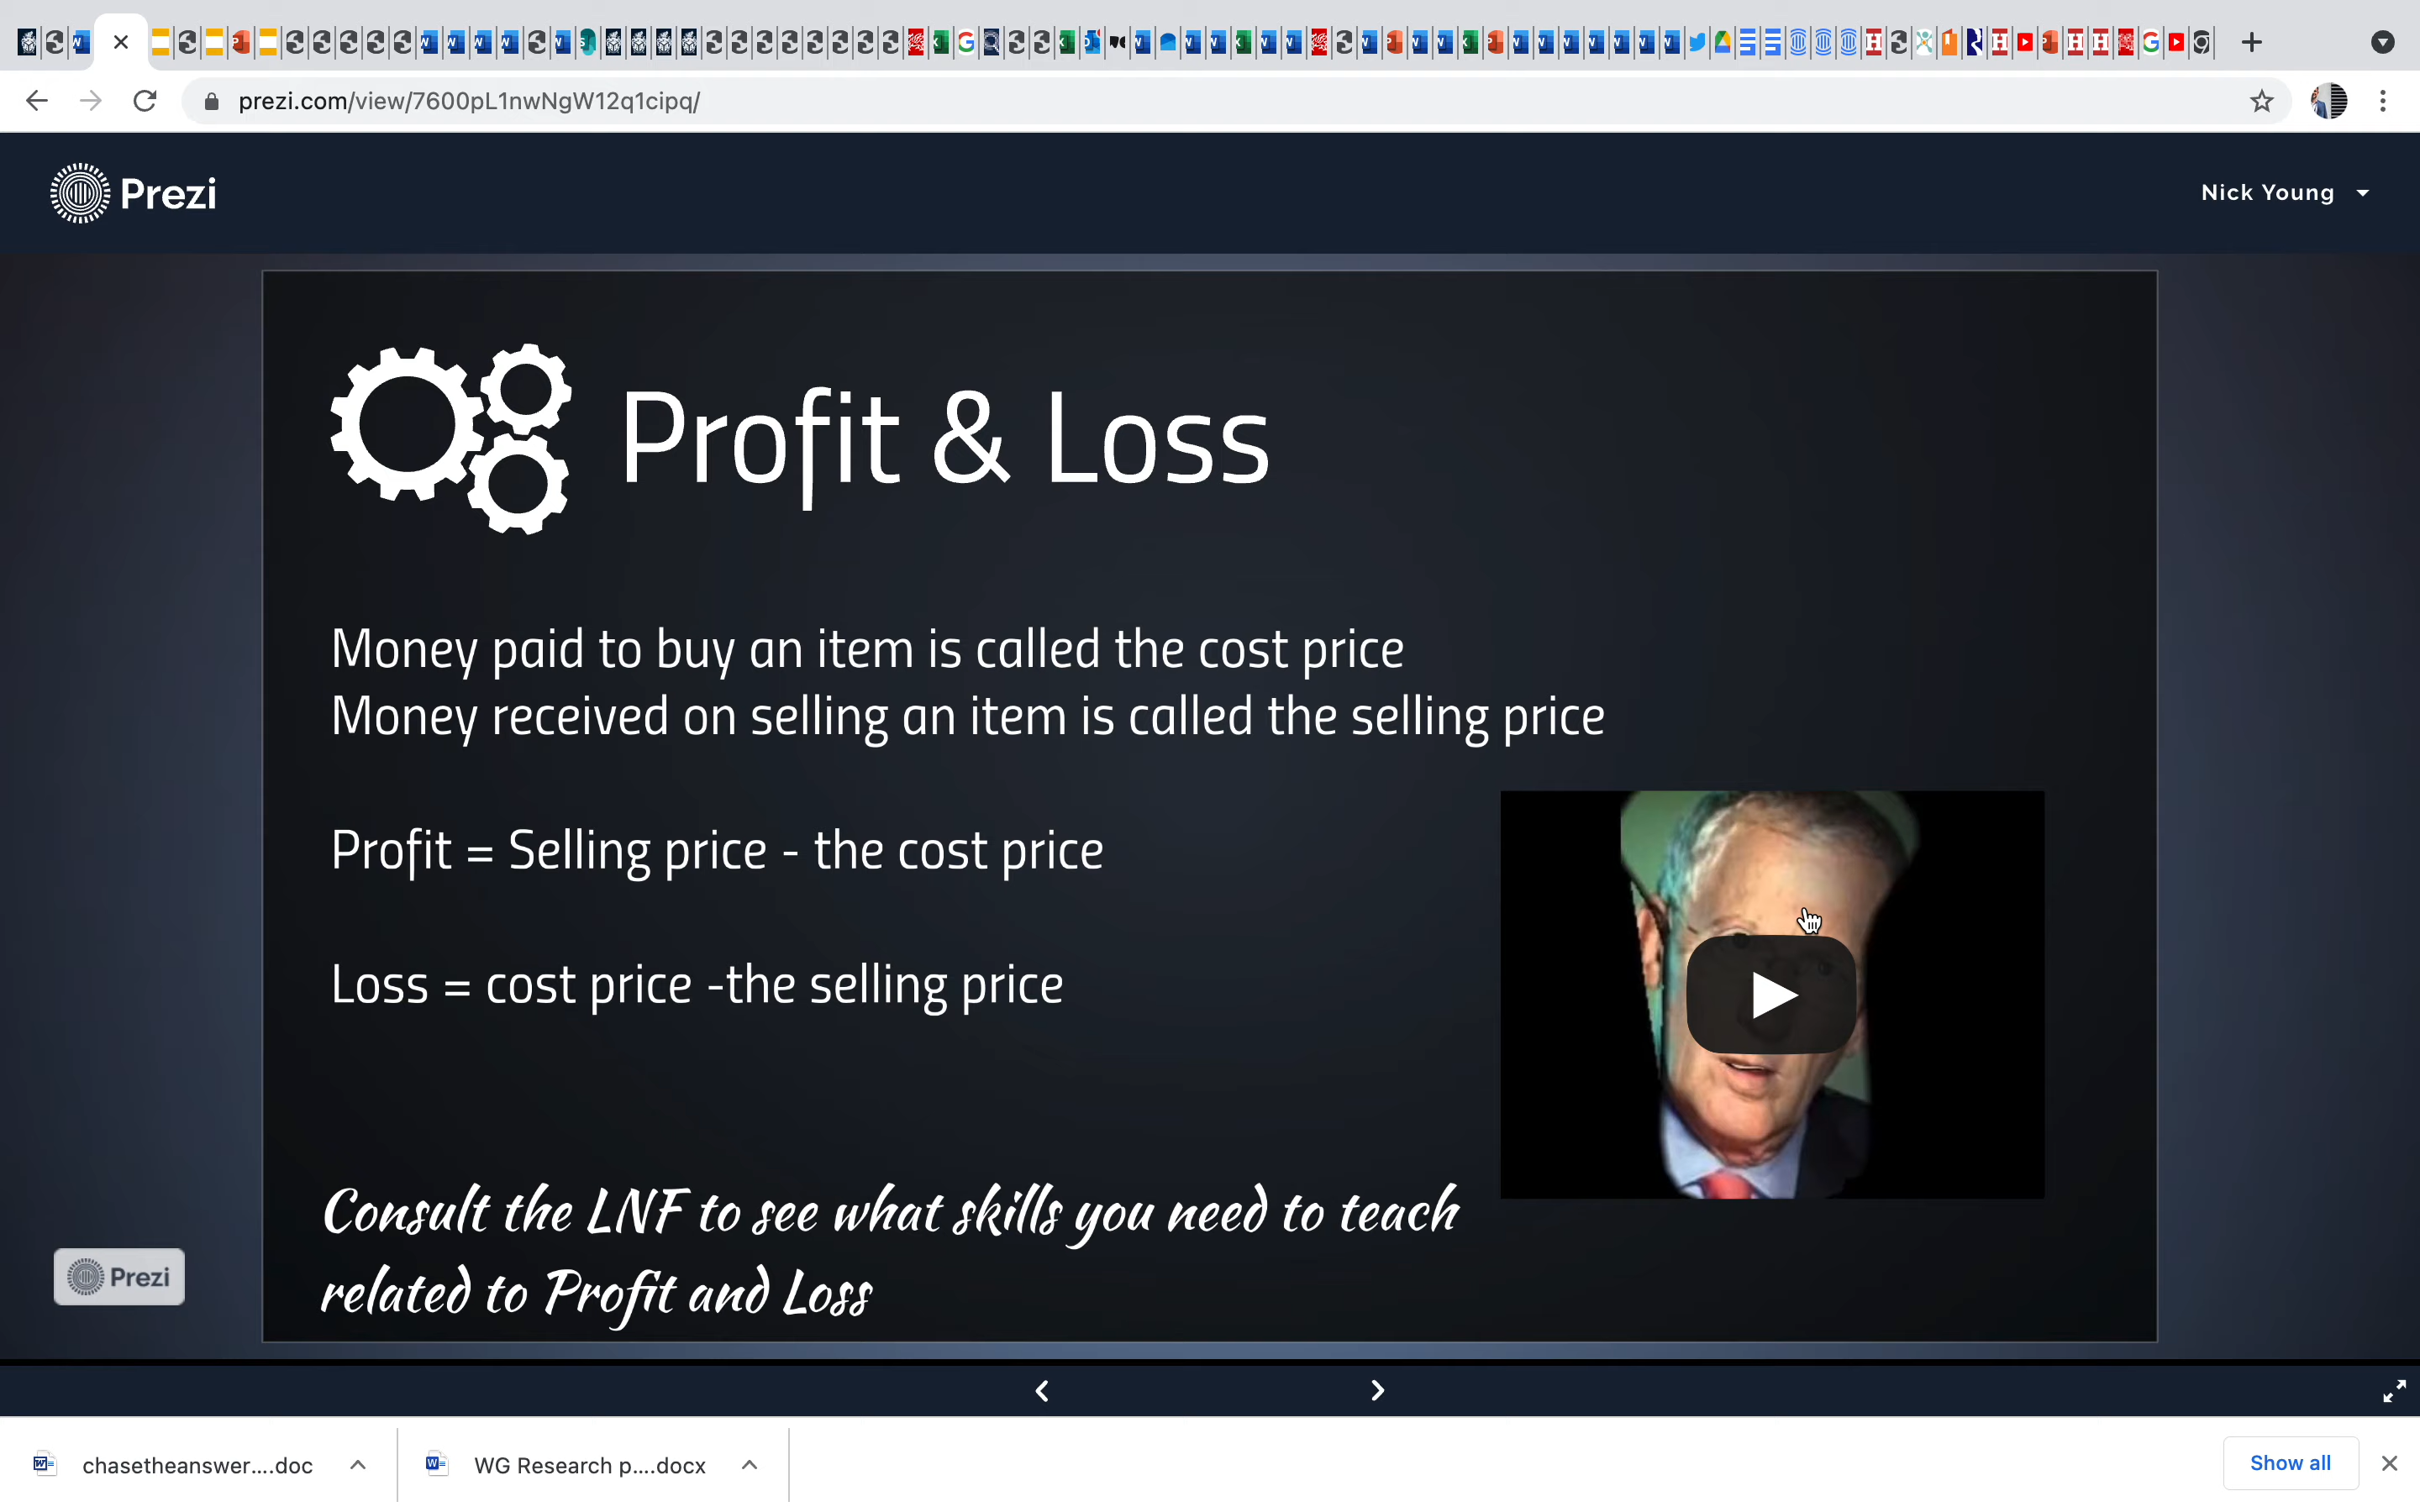 prezi.com/view/7600pL1nwNgW12q1cipq/
Prezi
Nick Young
Profit & Loss
Money paid to buy an item is called the cost price
Money received on selling an item is called the selling price
Profit = Selling price - the cost price
Loss = cost price -the selling price
Consult the LNF to see what skills you need to teach
related to Profit and Loss
Prezi
chasetheanswer....doc
WG Research p....docx
Show all